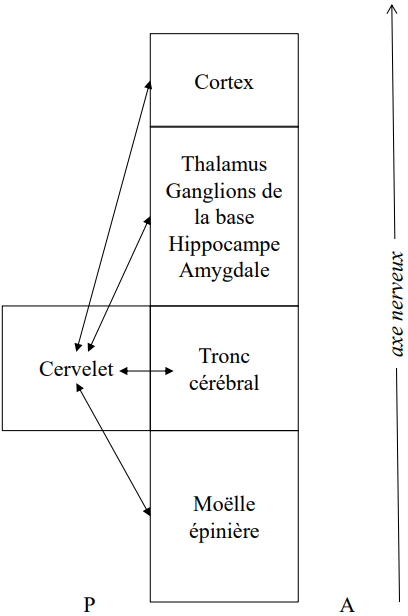 Cortex
Thalamus
Ganglions de
la base
Hippocampe
Amygdale
axe nerveux
Cervelet
Tronc
cérébral
Moëlle
épinière
P
A